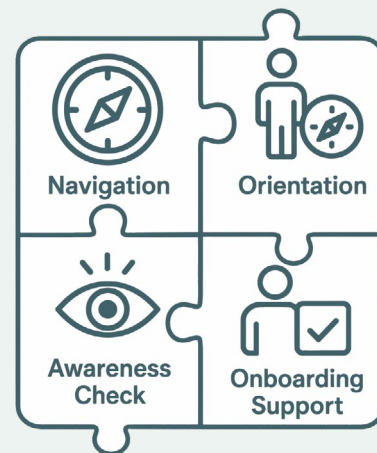 Navigation
Orientation
Awareness
Check
Onboarding
Support